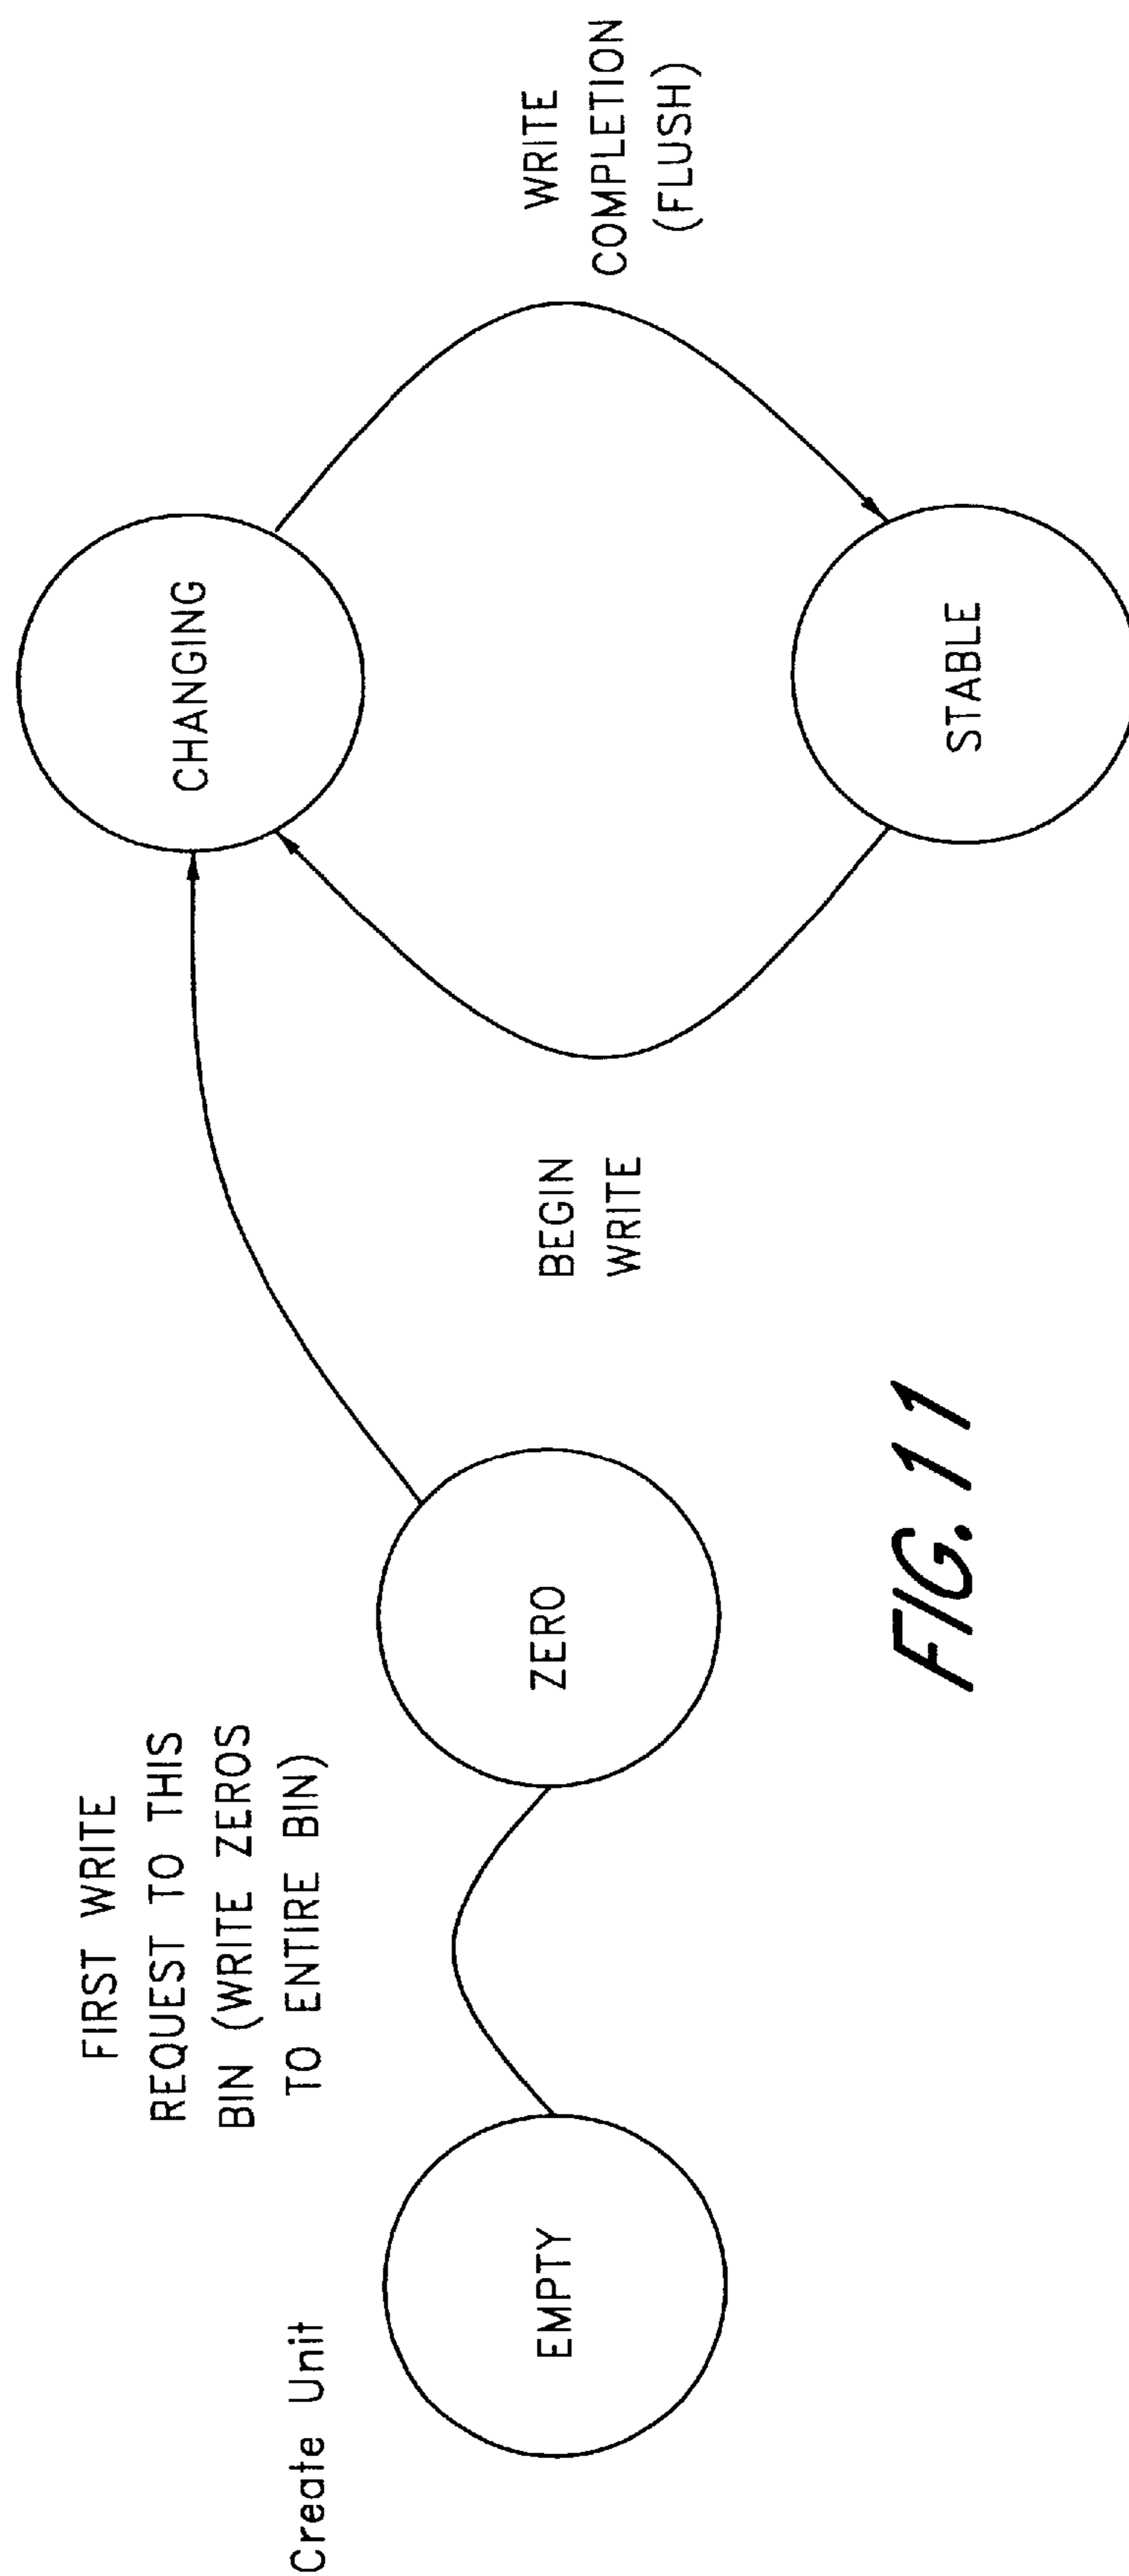 Create Unit
EMPTY
FIRST WRITE
REQUEST TO THIS
BIN (WRITE ZEROS
TO ENTIRE BIN)
ZERO
BEGIN
WRITE
CHANGING
STABLE
WRITE
COMPLETION
(FLUSH)
FIG. 11